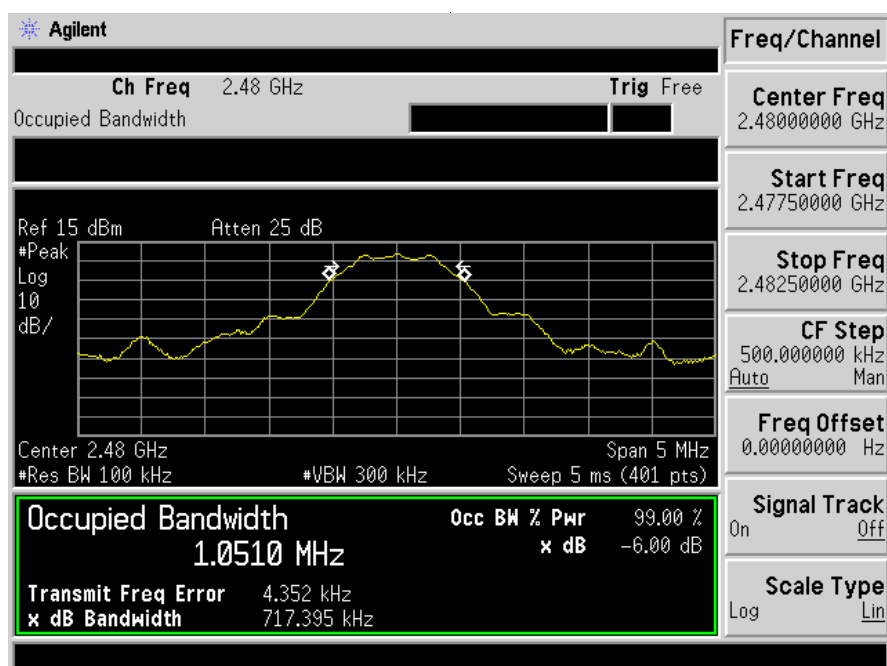 Agilent
Freq/Channel
Ch Freq 2.48 GHz Trig Free
Occupied Bandwidth
Center Freq
2.48000000 GHz
Start Freq
2.47750000 GHz
Stop Freq
2.48250000 GHz
CF Step
500.000000 kHz
Auto Man
Freq Offset
0.00000000 Hz
Signal Track
On Off
Scale Type
Log Lin
Ref 15 dBm Atten 25 dB
#Peak
Log
10
dB/
Center 2.48 GHz Span 5 MHz
#Res BW 100 kHz #VBW 300 kHz Sweep 5 ms (401 pts)
Occupied Bandwidth Occ BW % Pwr 99.00 %
1.0510 MHz x dB -6.00 dB
Transmit Freq Error 4.352 kHz
x dB Bandwidth 717.395 kHz